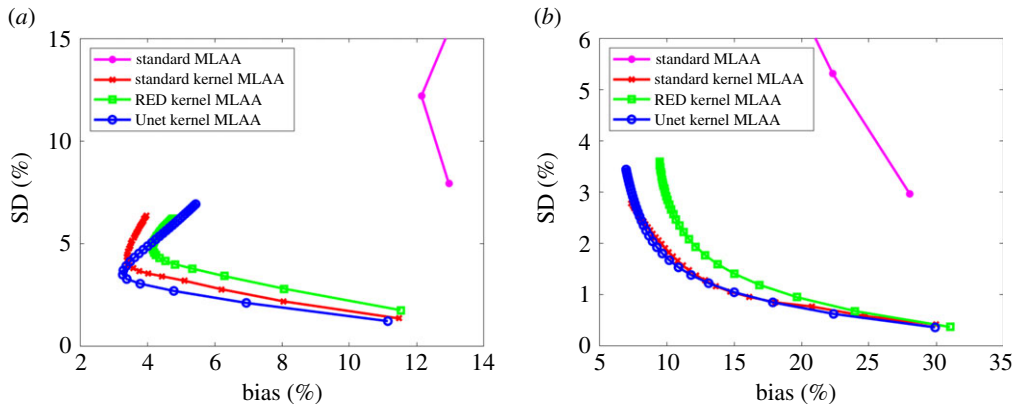 (a)
15
10
5
0
SD (%)
standard MLAA
standard kernel MLAA
RED kernel MLAA
Unet kernel MLAA
2 4 6 8 10 12 14
bias (%)
(b)
6
5
4
3
2
1
0
SD (%)
standard MLAA
standard kernel MLAA
RED kernel MLAA
Unet kernel MLAA
5 10 15 20 25 30 35
bias (%)